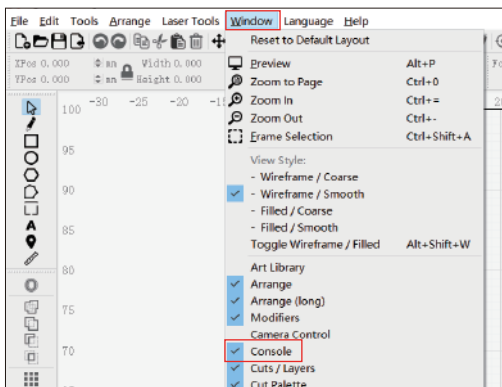 File Edit Tools Arrange Laser Tools Window Language Help
Reset to Default Layout
XPos 0.000
mm
Width 0.000
YPos 0.000
mm
Height 0.000
Preview Alt+P
Zoom to Page Ctrl+0
Zoom In Ctrl+=
Zoom Out Ctrl+-
Frame Selection Ctrl+Shift+A
View Style:
- Wireframe / Coarse
- Wireframe / Smooth
- Filled / Coarse
- Filled / Smooth
Toggle Wireframe / Filled Alt+Shift+W
Art Library
Arrange
Arrange (long)
Modifiers
Camera Control
Console
Cuts / Layers
Cut Palette
-30 -25 -20
100
95
90
85
80
75
70
A